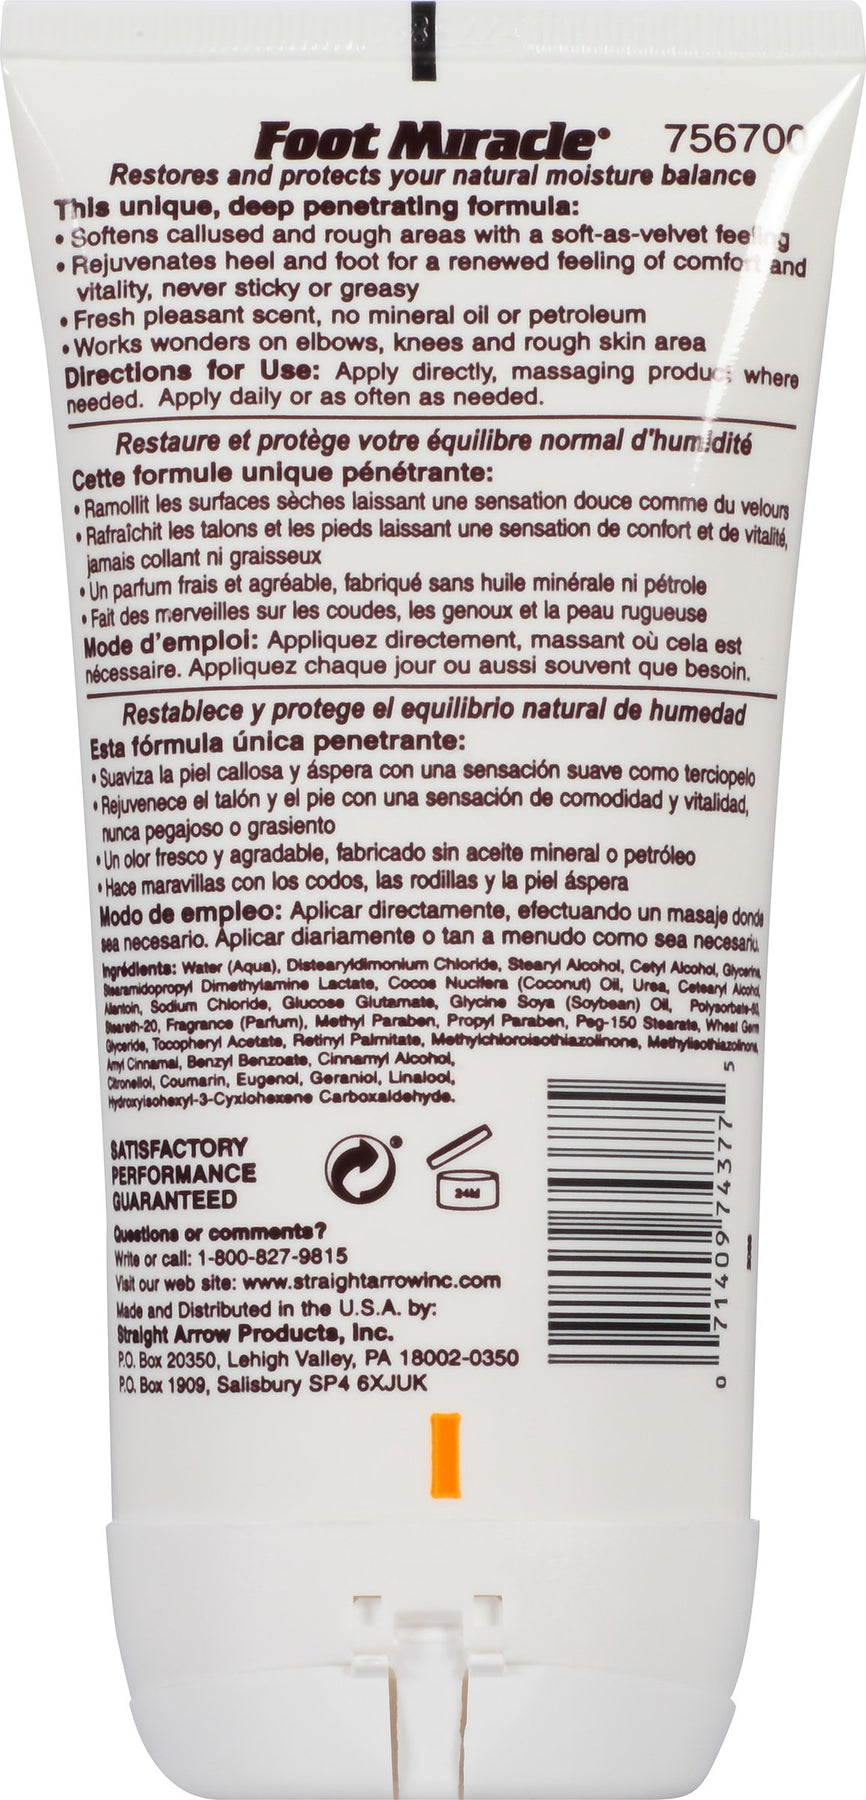 Foot Miracle® 756700
Restores and protects your natural moisture balance
This unique, deep penetrating formula:
• Softens callused and rough areas with a soft-as-velvet feeling
• Rejuvenates heel and foot for a renewed feeling of comfort and
vitality, never sticky or greasy
• Fresh pleasant scent, no mineral oil or petroleum
• Works wonders on elbows, knees and rough skin area
Directions for Use: Apply directly, massaging product where
needed. Apply daily or as often as needed.
Restaure et protège votre équilibre normal d'humidité
Cette formule unique pénétrante:
• Ramollit les surfaces sèches laissant une sensation douce comme du velours
• Rafraîchit les talons et les pieds laissant une sensation de confort et de vitalité,
jamais collant ni graisseux
• Un parfum frais et agréable, fabriqué sans huile minérale ni pétrole
• Fait des merveilles sur les coudes, les genoux et la peau rugueuse
Mode d'emploi: Appliquez directement, massant où cela est
nécessaire. Appliquez chaque jour ou aussi souvent que besoin.
Restablece y protege el equilibrio natural de humedad
Esta fórmula única penetrante:
• Suaviza la piel callosa y áspera con una sensación suave como terciopelo
• Rejuvenece el talón y el pie con una sensación de comodidad y vitalidad,
nunca pegajoso o grasiento
• Un olor fresco y agradable, fabricado sin aceite mineral o petróleo
• Hace maravillas con los codos, las rodillas y la piel áspera
Modo de empleo: Aplicar directamente, efectuando un masaje donde
sea necesario. Aplicar diariamente o tan a menudo como sea necesario.
Ingrédients: Water (Aqua), Distearyldimonium Chloride, Stearyl Alcohol, Cetyl Alcohol, Glycerine,
Stearamidopropyl Dimethylamine Lactate, Cocos Nucifera (Coconut) Oil, Urea, Cetearyl Alcohol,
Allantoin, Sodium Chloride, Glucose Glutamate, Glycine Soya (Soybean) Oil, Polysorbate-60,
Steareth-20, Fragrance (Parfum), Methyl Paraben, Propyl Paraben, Peg-150 Stearate, Wheat Germ
Glyceride, Tocopheryl Acetate, Retinyl Palmitate, Methylchloroisothiazolinone, Methylisothiazolinone,
Amyl Cinnamal, Benzyl Benzoate, Cinnamyl Alcohol,
Citronellol, Coumarin, Eugenol, Geraniol, Linalool,
Hydroxyisohexyl-3-Cyxlohexene Carboxaldehyde.
SATISFACTORY
PERFORMANCE
GUARANTEED
24M
Questions or comments?
Write or call: 1-800-827-9815
Visit our web site: www.straightarrowinc.com
Made and Distributed in the U.S.A. by:
Straight Arrow Products, Inc.
P.O. Box 20350, Lehigh Valley, PA 18002-0350
P.O. Box 1909, Salisbury SP4 6XJUK
0 71409 74377 5